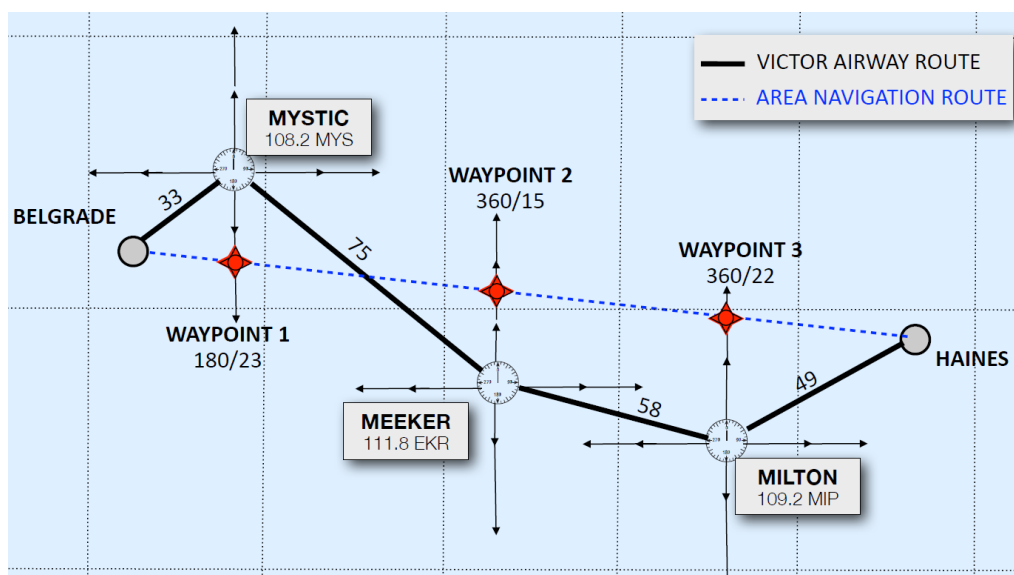 VICTOR AIRWAY ROUTE
AREA NAVIGATION ROUTE
MYSTIC
108.2 MYS
33
BELGRADE
75
WAYPOINT 2
360/15
WAYPOINT 3
360/22
WAYPOINT 1
180/23
HAINES
49
58
MEEKER
111.8 EKR
MILTON
109.2 MIP